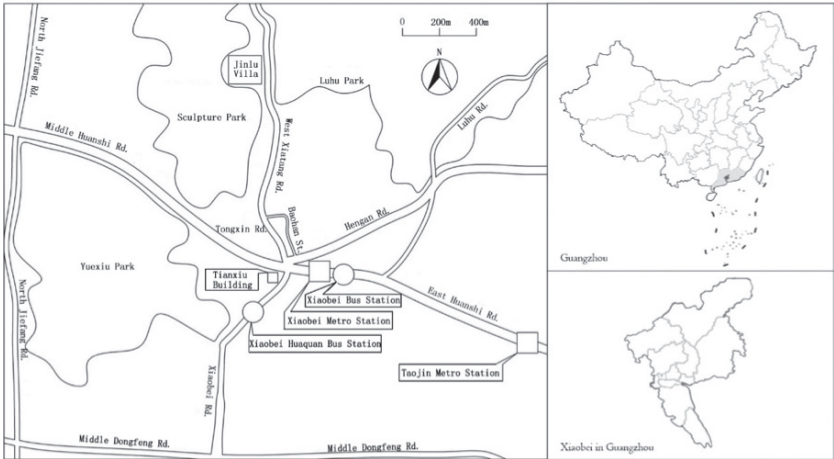 0 200m 400m
N
North Jiefang Rd.
Jinlu
Villa
Luhu Park
Sculpture Park
Luhu Rd.
Middle Huanshi Rd.
West Xiatang Rd.
Baohan St.
Hengan Rd.
Tongxin Rd.
Yuexiu Park
Tianxiu
Building
Xiaobei Bus Station
Xiaobei Metro Station
Xiaobei Huaquan Bus Station
East Huanshi Rd.
North Jiefang Rd.
Xiaobei Rd.
Taojin Metro Station
Middle Dongfeng Rd.
Middle Dongfeng Rd.
Guangzhou
Xiaobei in Guangzhou